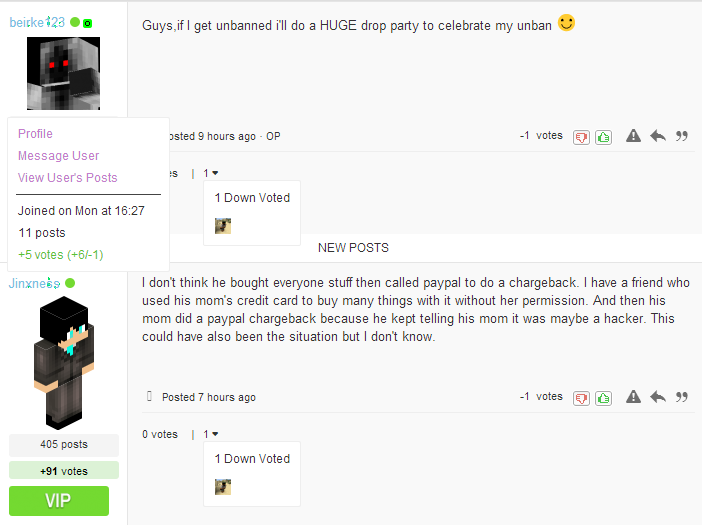 beirke123
Guys,if I get unbanned i'll do a HUGE drop party to celebrate my unban
Profile
Message User
View User's Posts
Joined on Mon at 16:27
11 posts
+5 votes (+6/-1)
osted 9 hours ago · OP
-1 votes
es | 1
1 Down Voted
NEW POSTS
Jinxness
I don't think he bought everyone stuff then called paypal to do a chargeback. I have a friend who
used his mom's credit card to buy many things with it without her permission. And then his
mom did a paypal chargeback because he kept telling his mom it was maybe a hacker. This
could have also been the situation but I don't know.
Posted 7 hours ago
-1 votes
405 posts
+91 votes
VIP
0 votes | 1
1 Down Voted